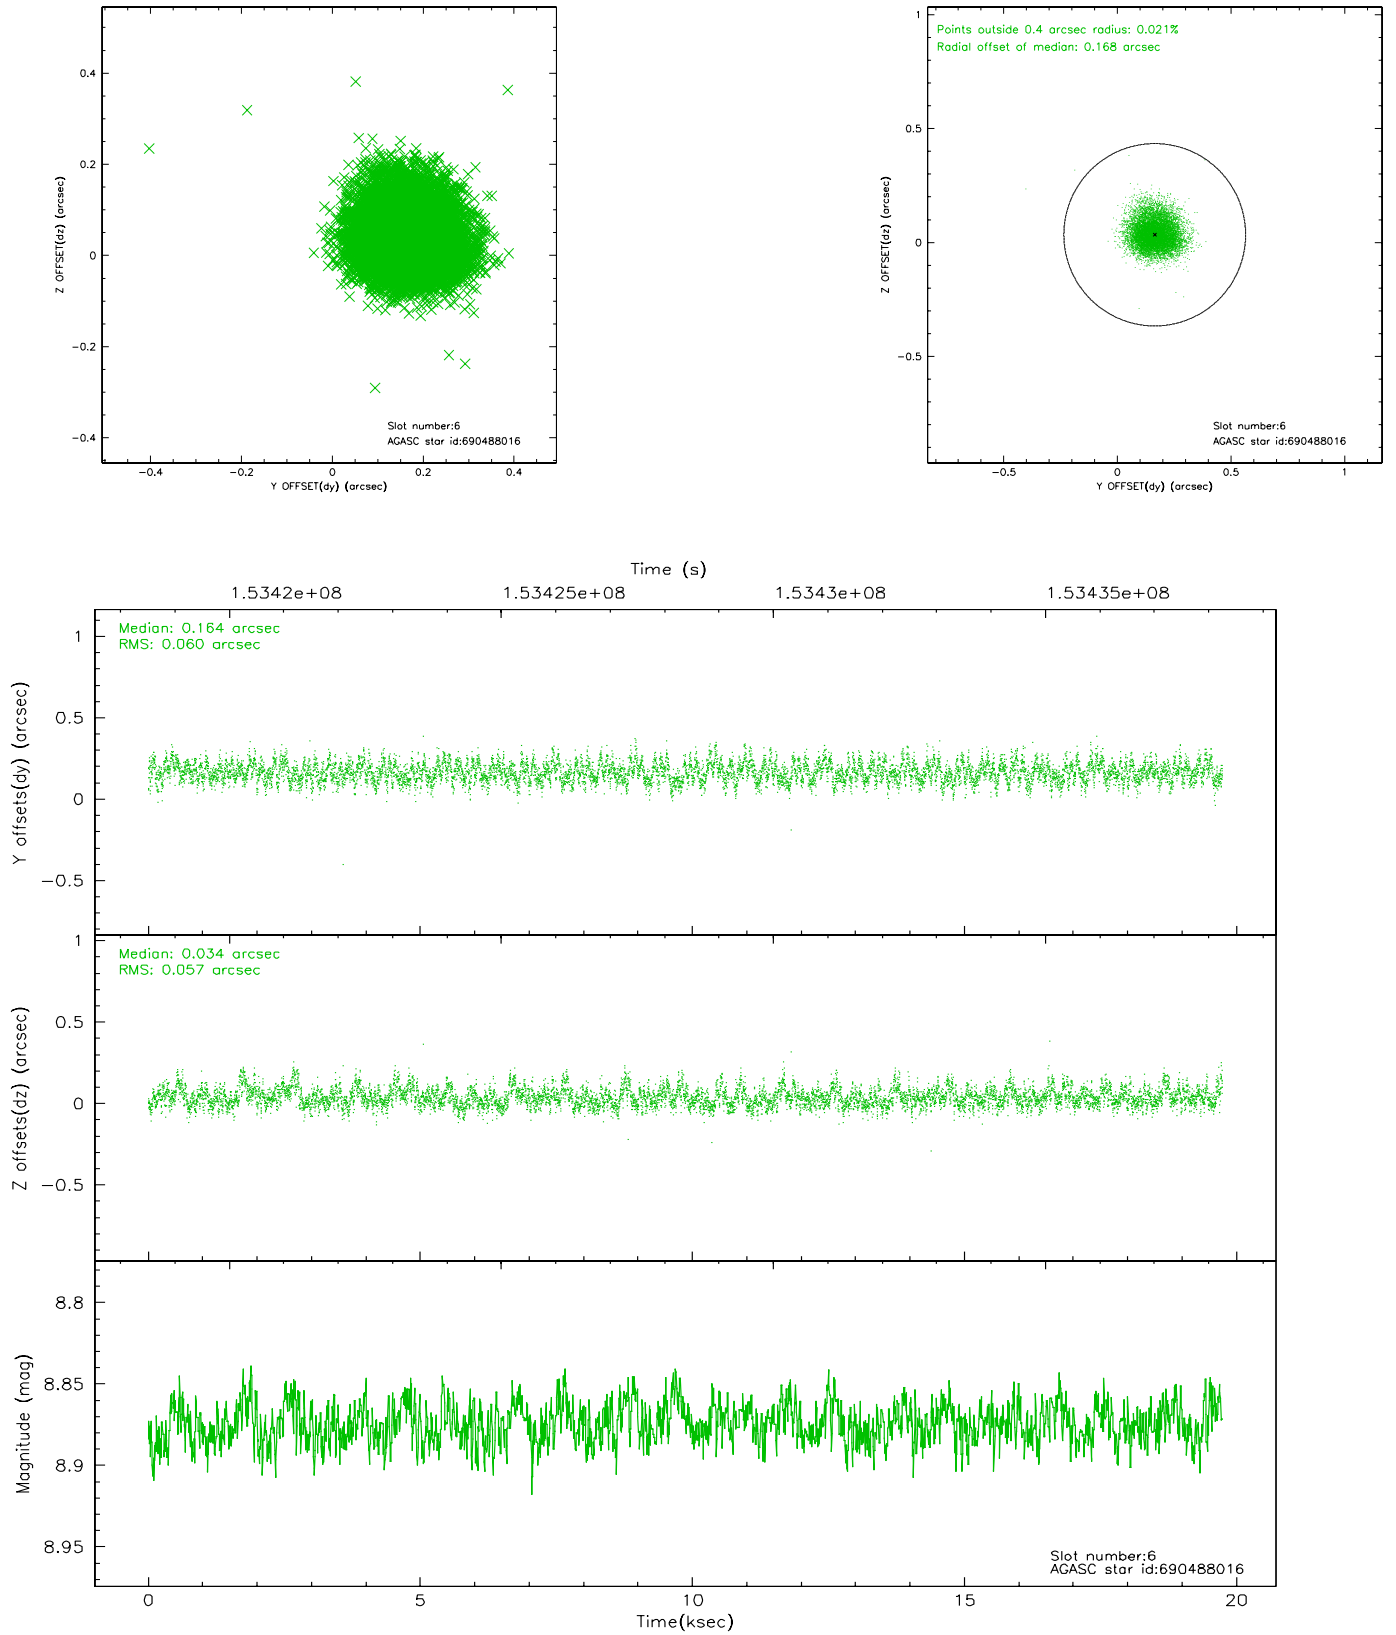 0.4
0.2
0
−0.2
−0.4
Z OFFSET(dz) (arcsec)
Slot number:6
AGASC star id:690488016
−0.4
−0.2
0
0.2
0.4
Y OFFSET(dy) (arcsec)
Points outside 0.4 arcsec radius: 0.021%
Radial offset of median: 0.168 arcsec
1
0.5
0
−0.5
Z OFFSET(dz) (arcsec)
Slot number:6
AGASC star id:690488016
−0.5
0
0.5
1
Y OFFSET(dy) (arcsec)
Time (s)
1.5342e+08
1.53425e+08
1.5343e+08
1.53435e+08
Median: 0.164 arcsec
RMS: 0.060 arcsec
1
0.5
0
−0.5
Y offsets(dy) (arcsec)
Median: 0.034 arcsec
RMS: 0.057 arcsec
1
0.5
0
−0.5
Z offsets(dz) (arcsec)
8.8
8.85
8.9
8.95
Magnitude (mag)
Slot number:6
AGASC star id:690488016
0
5
10
15
20
Time(ksec)